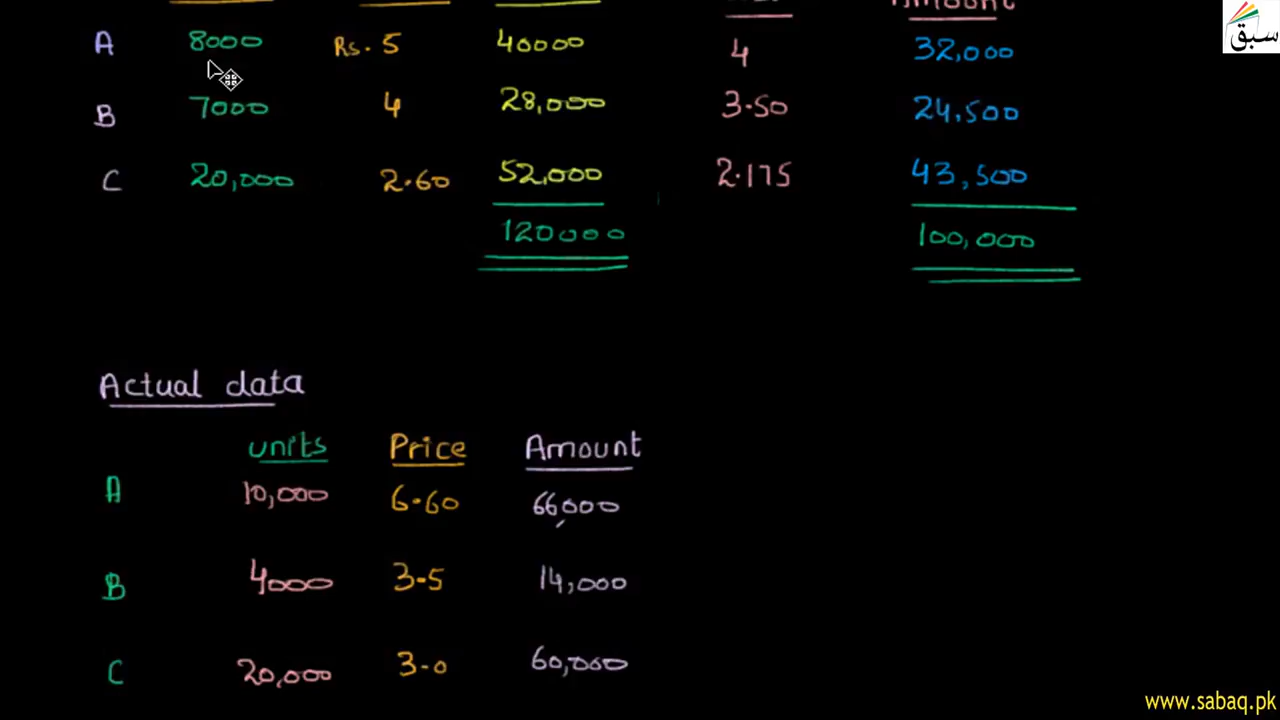 Amount
A 8000 Rs. 5 40000 4 32,000
B 7000 4 28,000 3.50 24,500
C 20,000 2.60 52,000 2.175 43,500
120000 100,000
Actual data
units Price Amount
A 10,000 6.60 66,000
B 4000 3.5 14,000
C 20,000 3.0 60,000
سبق
www.sabaq.pk